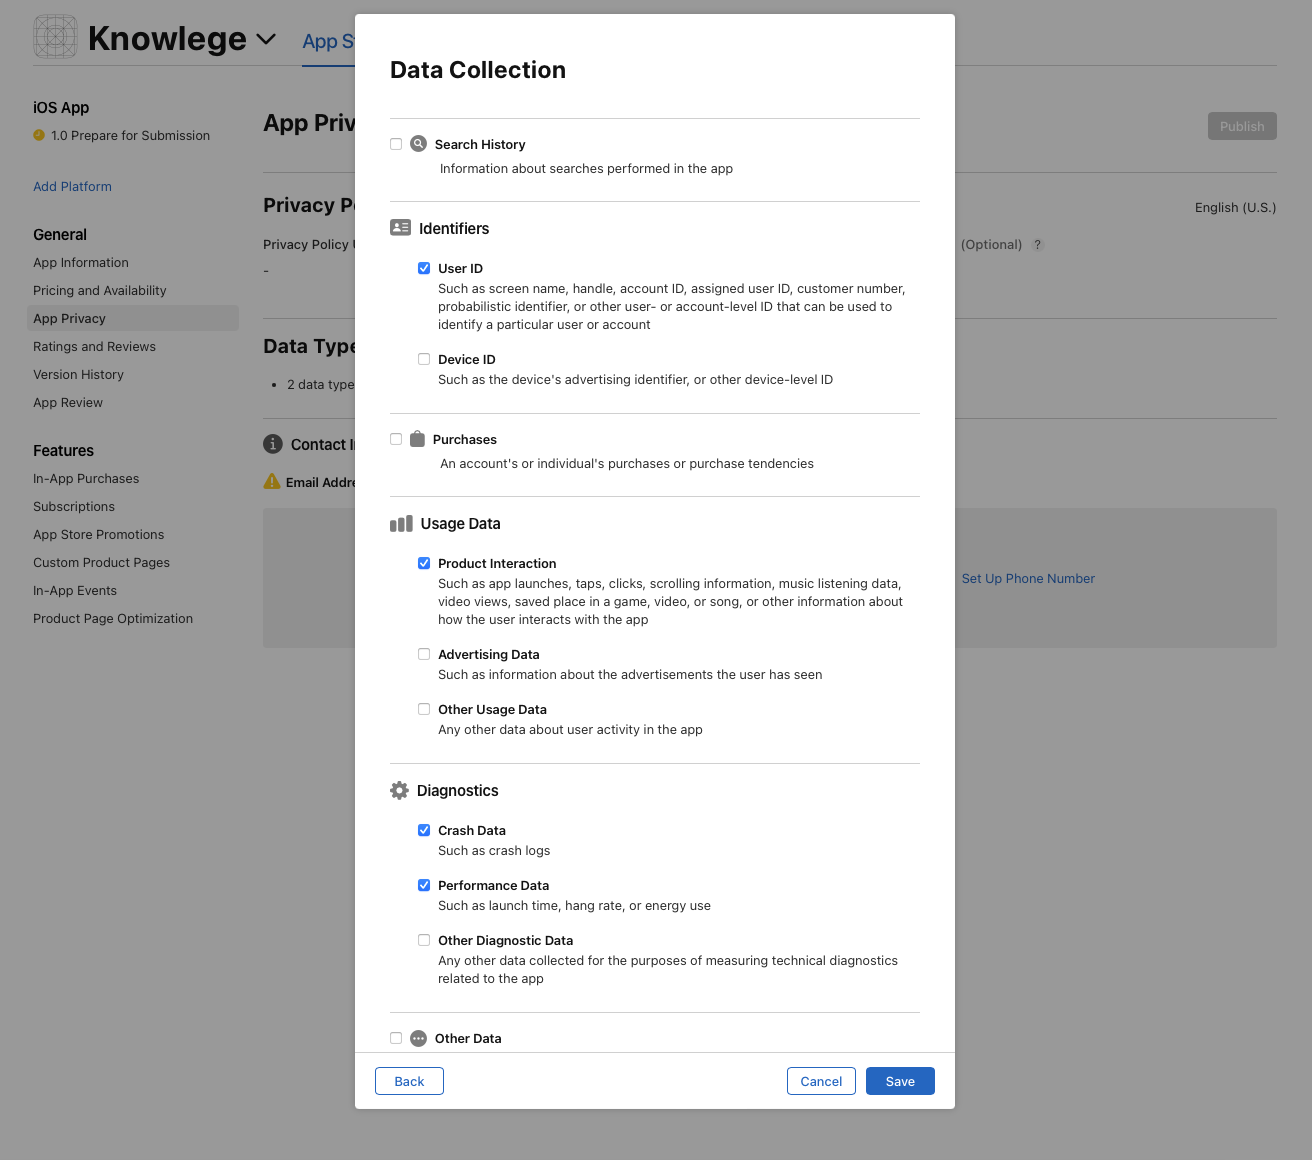 Knowlege
App S
iOS App
1.0 Prepare for Submission
Add Platform
General
App Information
Pricing and Availability
App Privacy
Ratings and Reviews
Version History
App Review
Features
In-App Purchases
Subscriptions
App Store Promotions
Custom Product Pages
In-App Events
Product Page Optimization
App Priv
Publish
Privacy Po
English (U.S.)
Privacy Policy U
(Optional) ?
-
Data Type
2 data type
Contact I
Email Addre
Set Up Phone Number
Data Collection
Search History
Information about searches performed in the app
Identifiers
User ID
Such as screen name, handle, account ID, assigned user ID, customer number,
probabilistic identifier, or other user- or account-level ID that can be used to
identify a particular user or account
Device ID
Such as the device's advertising identifier, or other device-level ID
Purchases
An account's or individual's purchases or purchase tendencies
Usage Data
Product Interaction
Such as app launches, taps, clicks, scrolling information, music listening data,
video views, saved place in a game, video, or song, or other information about
how the user interacts with the app
Advertising Data
Such as information about the advertisements the user has seen
Other Usage Data
Any other data about user activity in the app
Diagnostics
Crash Data
Such as crash logs
Performance Data
Such as launch time, hang rate, or energy use
Other Diagnostic Data
Any other data collected for the purposes of measuring technical diagnostics
related to the app
Other Data
Back
Cancel
Save